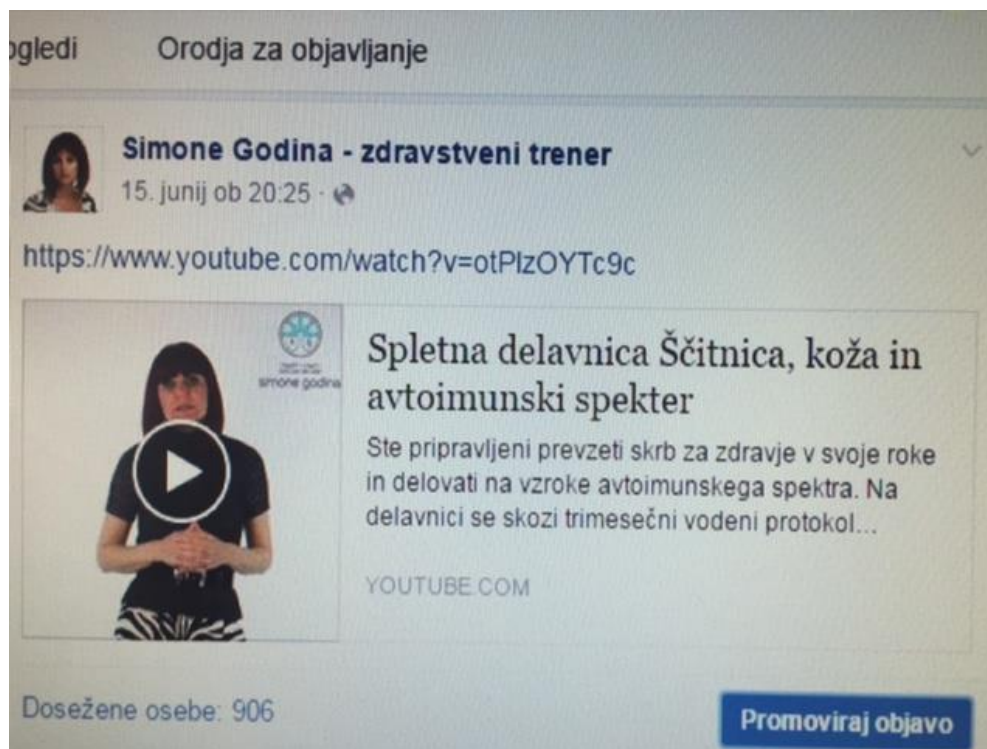 ogledi Orodja za objavljanje
Simone Godina - zdravstveni trener
15. junij ob 20:25 ·
https://www.youtube.com/watch?v=otPlzOYTc9c
simone godina
Spletna delavnica Ščitnica, koža in
avtoimunski spekter
Ste pripravljeni prevzeti skrb za zdravje v svoje roke
in delovati na vzroke avtoimunskega spektra. Na
delavnici se skozi trimesečni vodeni protokol...
YOUTUBE.COM
Dosežene osebe: 906
Promoviraj objavo